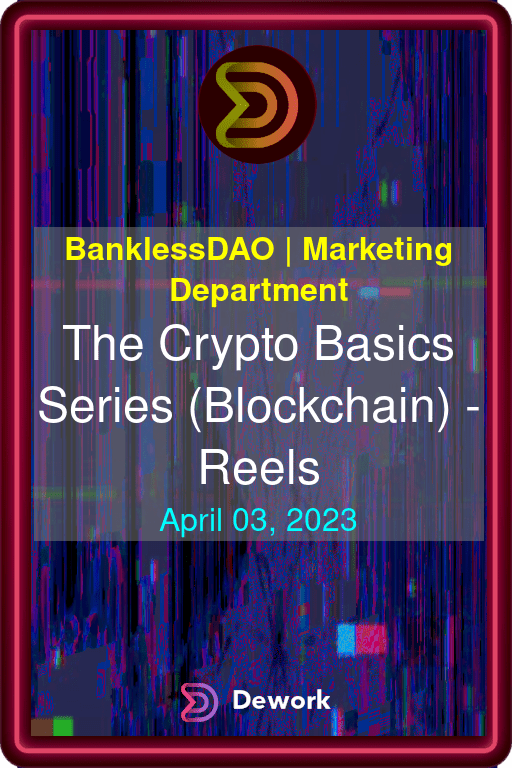 BanklessDAO | Marketing
Department
The Crypto Basics
Series (Blockchain) -
Reels
April 03, 2023
Dework